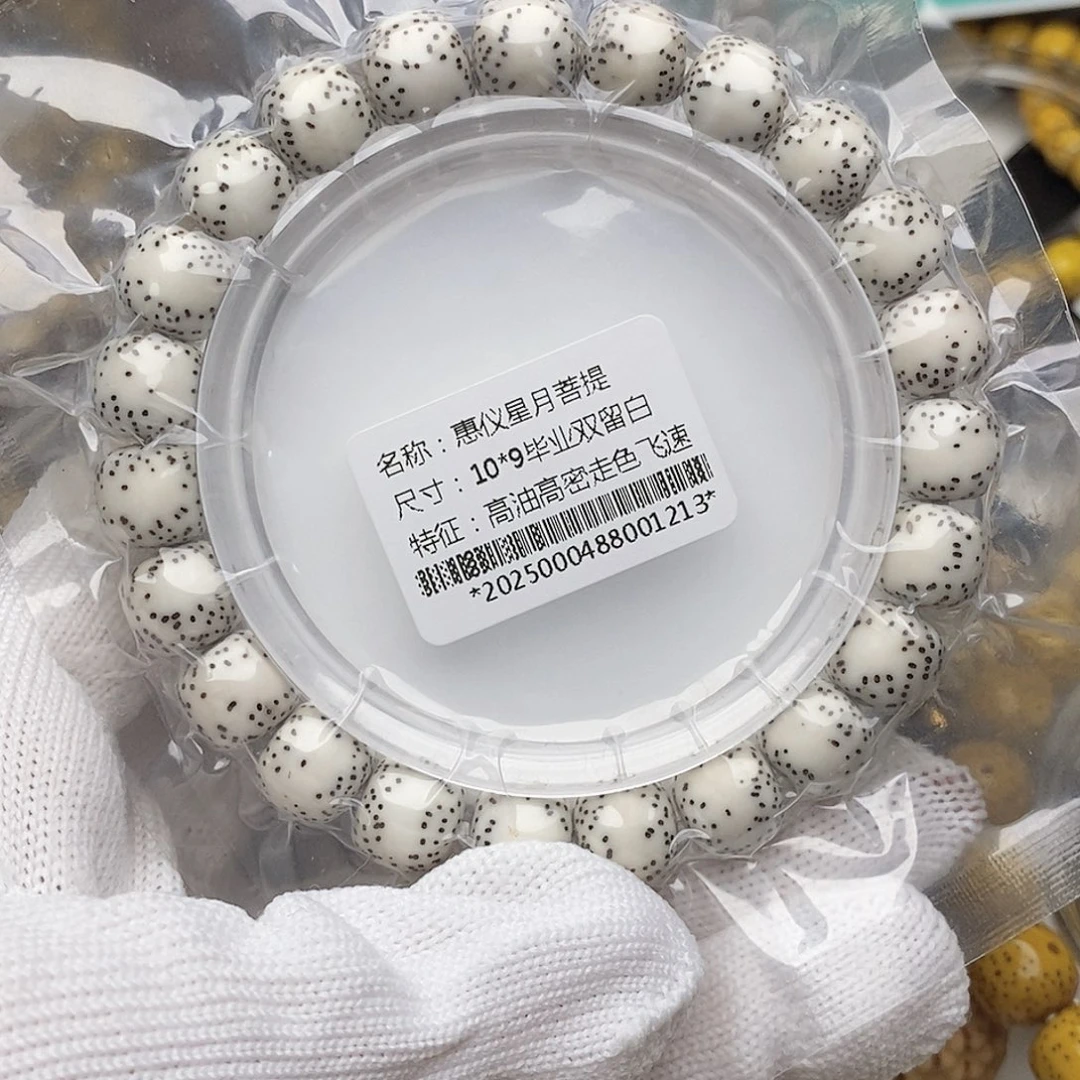 名称：惠仪星月菩提
尺寸：10*9毕业双留白
特征：高油高密走色 飞速
*2025000488001213*